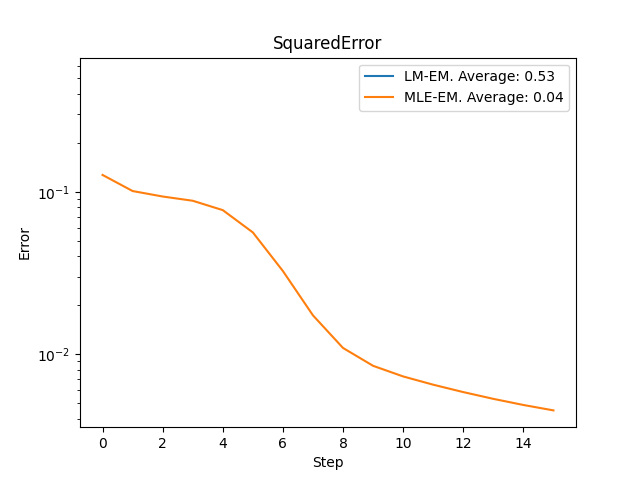 SquaredError
LM-EM. Average: 0.53
MLE-EM. Average: 0.04
10⁻¹
10⁻²
Error
0 2 4 6 8 10 12 14
Step